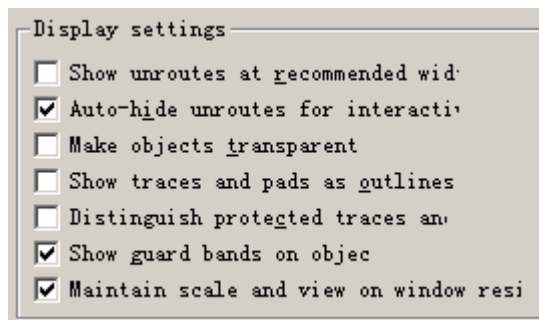 Display settings
Show unroutes at recommended wid
Auto-hide unroutes for interacti
Make objects transparent
Show traces and pads as outlines
Distinguish protected traces an
Show guard bands on objec
Maintain scale and view on window resi